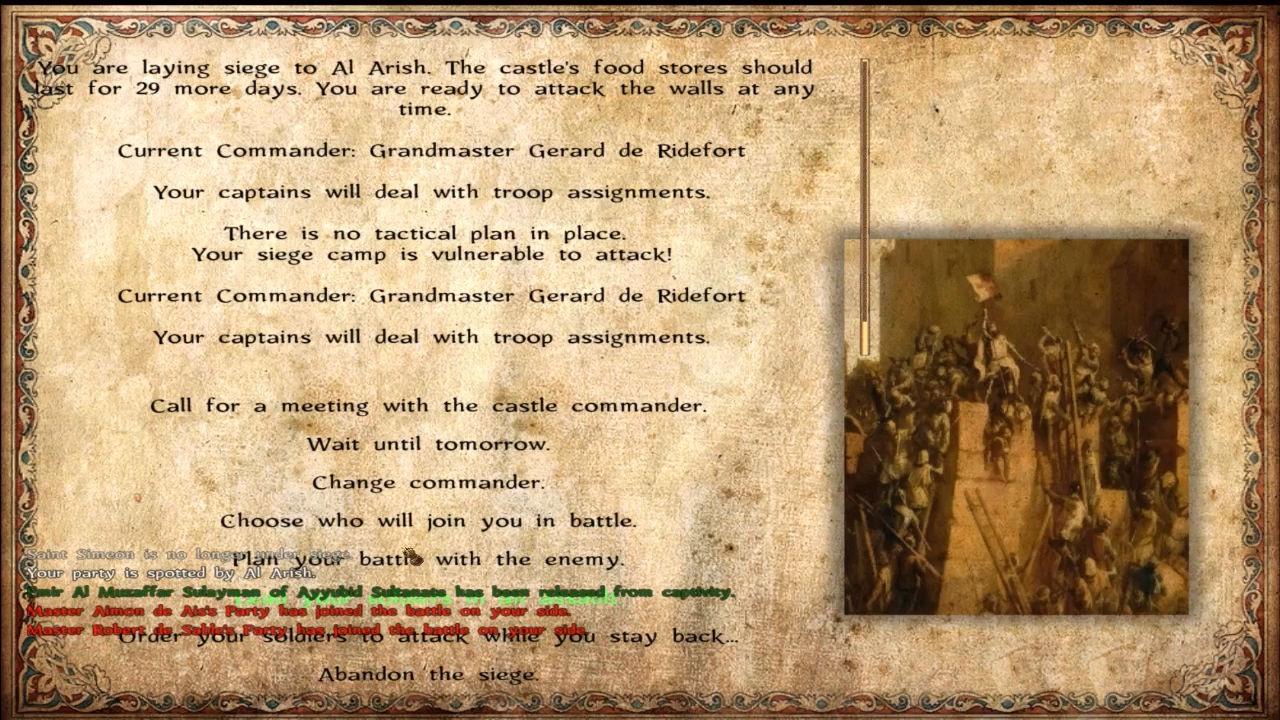 You are laying siege to Al Arish. The castle's food stores should
last for 29 more days. You are ready to attack the walls at any
time.
Current Commander: Grandmaster Gerard de Ridefort
Your captains will deal with troop assignments.
There is no tactical plan in place.
Your siege camp is vulnerable to attack!
Current Commander: Grandmaster Gerard de Ridefort
Your captains will deal with troop assignments.
Call for a meeting with the castle commander.
Wait until tomorrow.
Change commander.
Choose who will join you in battle.
Saint Simeon is no longer under siege.
Plan your battle with the enemy.
Your party is spotted by Al Arish.
Emir Al Muzaffar Sulayman of Ayyubid Sultanate has been released from captivity.
Master Aimon de Ais's Party has joined the battle on your side.
Master Robert de Sable's Party has joined the battle on your side.
Order your soldiers to attack while you stay back...
Abandon the siege.